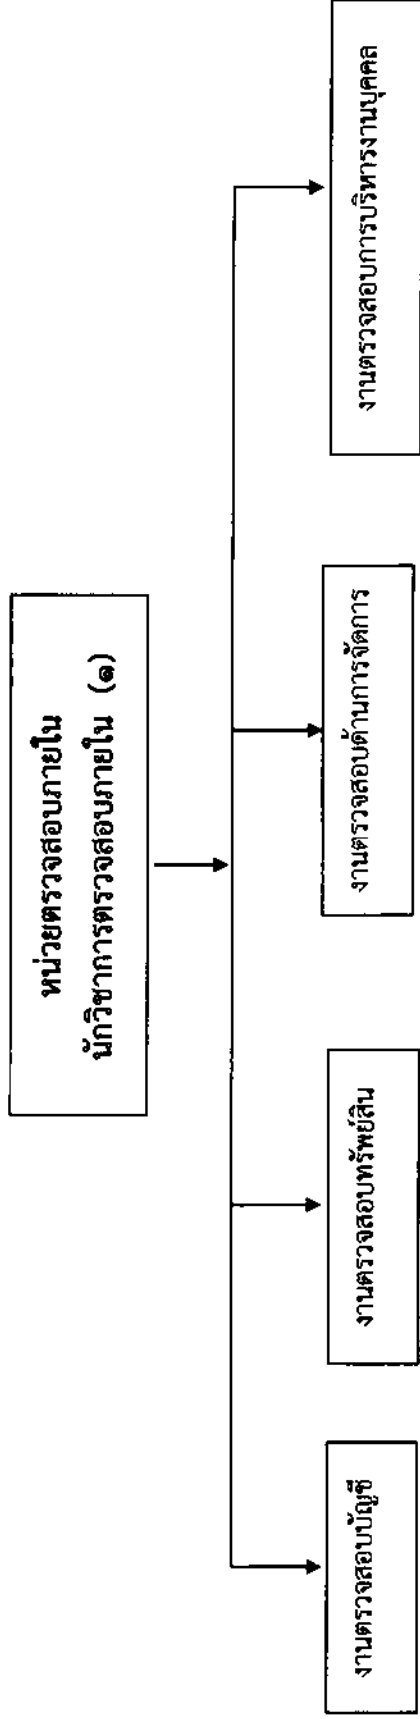 หน่วยตรวจสอบภายใน
นักวิชาการตรวจสอบภายใน (๑)
งานตรวจสอบบัญชี
งานตรวจสอบทรัพย์สิน
งานตรวจสอบด้านการจัดการ
งานตรวจสอบการบริหารงานบุคคล